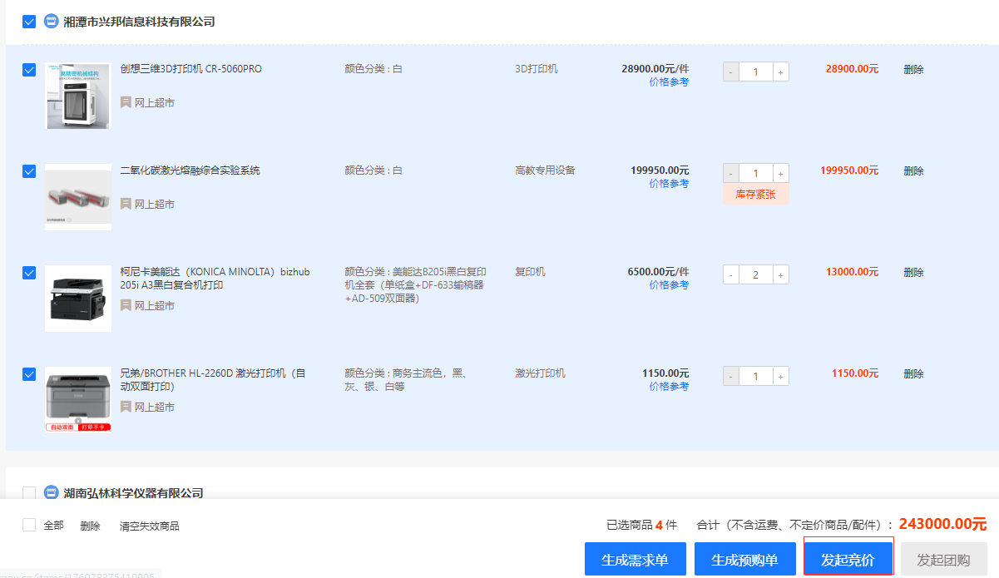 湘潭市兴邦信息科技有限公司
高精密机械结构
创想三维3D打印机 CR-5060PRO
网上超市
颜色分类 : 白
3D打印机
28900.00元/件
价格参考
- 1 +
28900.00元
删除
二氧化碳激光熔融综合实验系统
网上超市
颜色分类 : 白
高教专用设备
199950.00元
价格参考
- 1 +
库存紧张
199950.00元
删除
柯尼卡美能达（KONICA MINOLTA）bizhub
205i A3黑白复合机打印
网上超市
颜色分类 : 美能达B205i黑白复印
机全套（单纸盒+DF-633输稿器
+AD-509双面器）
复印机
6500.00元/件
价格参考
- 2 +
13000.00元
删除
自动双面 打印不卡
兄弟/BROTHER HL-2260D 激光打印机（自
动双面打印）
网上超市
颜色分类 : 商务主流色，黑、
灰、银、白等
激光打印机
1150.00元
价格参考
- 1 +
1150.00元
删除
湖南弘林科学仪器有限公司
全部 删除 清空失效商品
已选商品 4 件 合计（不含运费、不定价商品/配件）： 243000.00元
生成需求单 生成预购单 发起竞价 发起团购